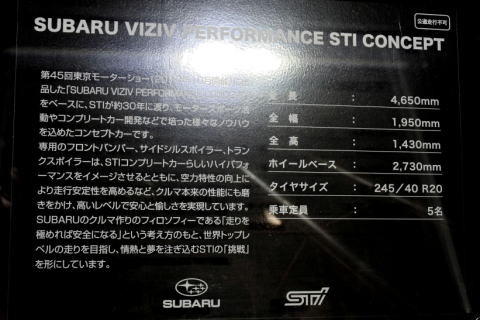 公道走行不可
SUBARU VIZIV PERFORMANCE STI CONCEPT
第45回東京モーターショー(
品した「SUBARU VIZIV PERFORMA
をベースに、STIが約30年に渡り、モータースポーツ活
動やコンプリートカー開発などで培った様々なノウハウ
を込めたコンセプトカーです。
専用のフロントバンパー、サイドシルスポイラー、トラン
クスポイラーは、STIコンプリートカーらしいハイパフォ
ーマンスをイメージさせるとともに、空力特性の向上に
より走行安定性を高めるなど、クルマ本来の性能にも磨
きをかけ、高いレベルで安心と愉しさを実現しています。
SUBARUのクルマ作りのフィロソフィーである「走りを
極めれば安全になる」という考え方のもと、世界トップレ
ベルの走りを目指し、情熱と夢を注ぎ込むSTIの「挑戦」
を形にしています。
全 長 : 4,650mm
全 幅 : 1,950mm
全 高 : 1,430mm
ホイールベース : 2,730mm
タイヤサイズ : 245/40 R20
乗車定員 : 5名
SUBARU
STI